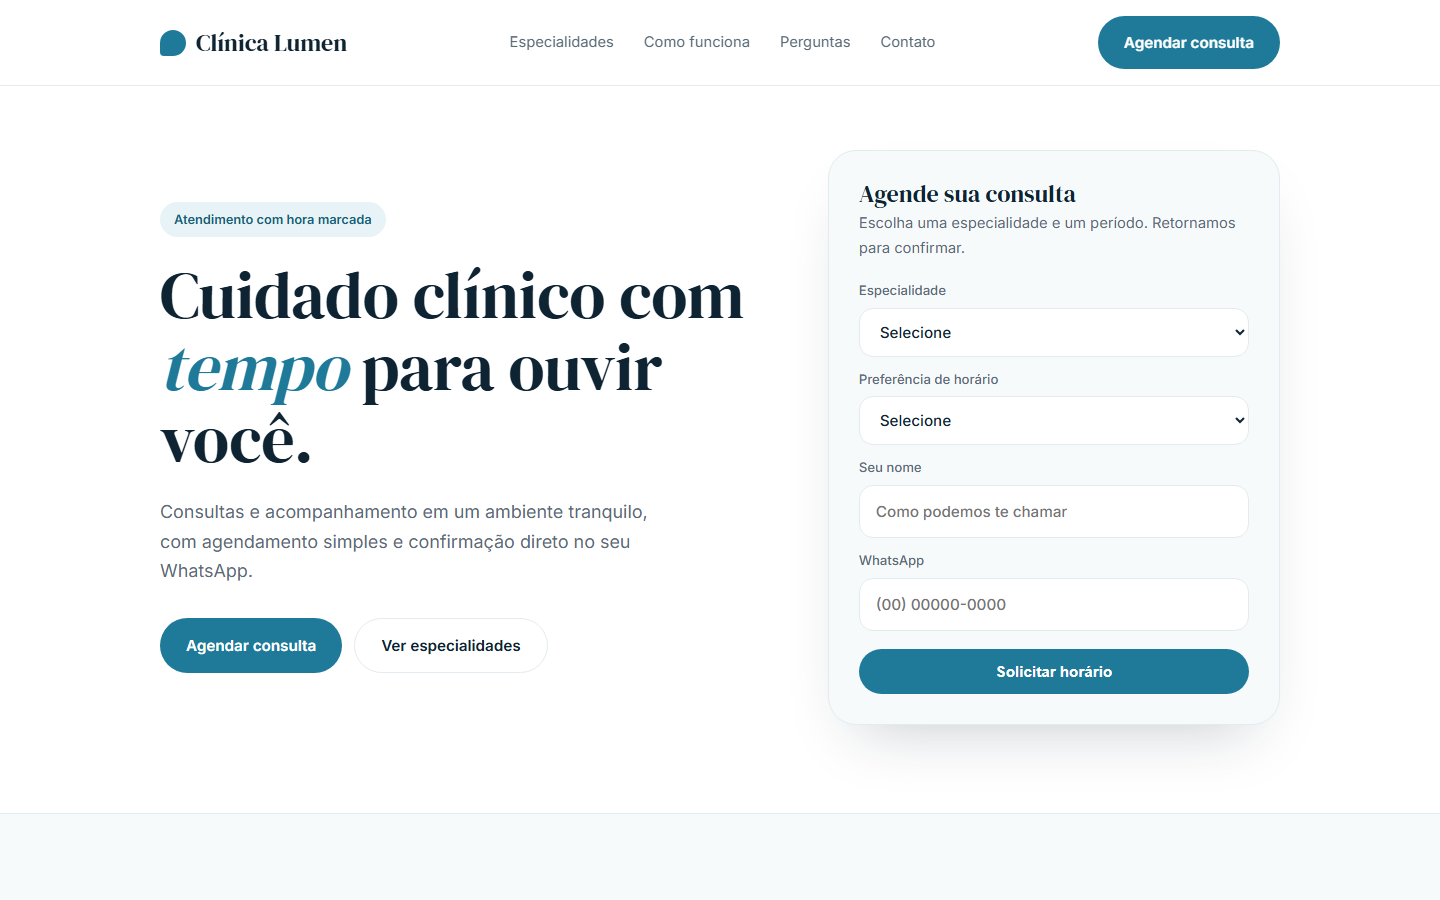 Clínica Lumen
Especialidades
Como funciona
Perguntas
Contato
Agendar consulta
Atendimento com hora marcada
Cuidado clínico com
tempo para ouvir
você.
Consultas e acompanhamento em um ambiente tranquilo,
com agendamento simples e confirmação direto no seu
WhatsApp.
Agendar consulta
Ver especialidades
Agende sua consulta
Escolha uma especialidade e um período. Retornamos
para confirmar.
Especialidade
Selecione
Preferência de horário
Selecione
Seu nome
Como podemos te chamar
WhatsApp
(00) 00000-0000
Solicitar horário